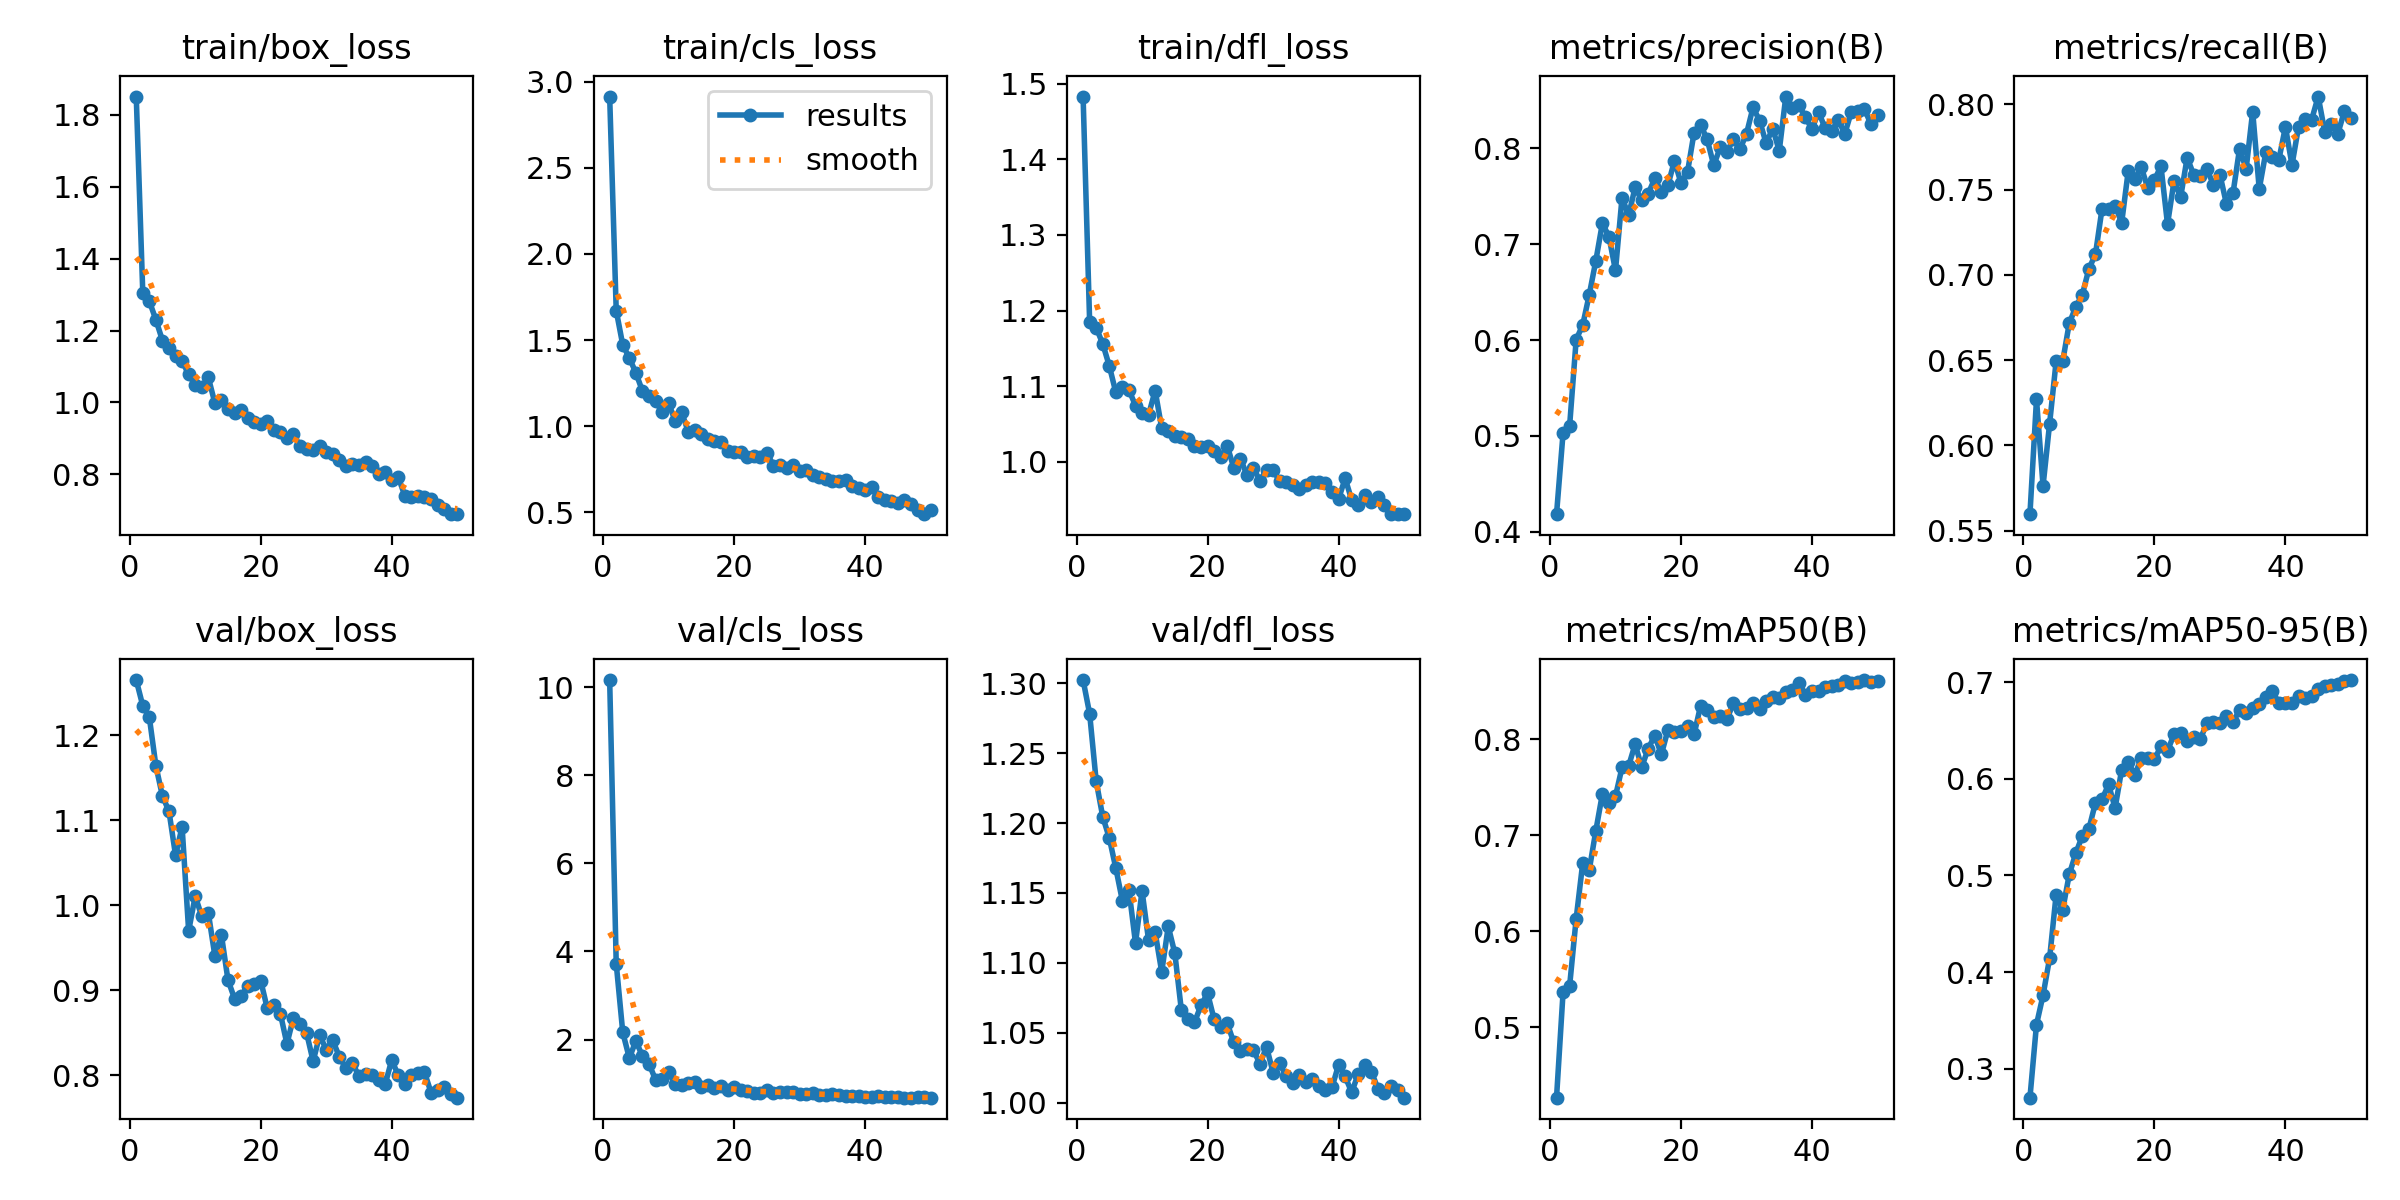 train/box_loss
1.8
1.6
1.4
1.2
1.0
0.8
0 20 40
train/cls_loss
results
smooth
3.0
2.5
2.0
1.5
1.0
0.5
0 20 40
train/dfl_loss
1.5
1.4
1.3
1.2
1.1
1.0
0 20 40
metrics/precision(B)
0.8
0.7
0.6
0.5
0.4
0 20 40
metrics/recall(B)
0.80
0.75
0.70
0.65
0.60
0.55
0 20 40
val/box_loss
1.2
1.1
1.0
0.9
0.8
0 20 40
val/cls_loss
10
8
6
4
2
0 20 40
val/dfl_loss
1.30
1.25
1.20
1.15
1.10
1.05
1.00
0 20 40
metrics/mAP50(B)
0.8
0.7
0.6
0.5
0 20 40
metrics/mAP50-95(B)
0.7
0.6
0.5
0.4
0.3
0 20 40